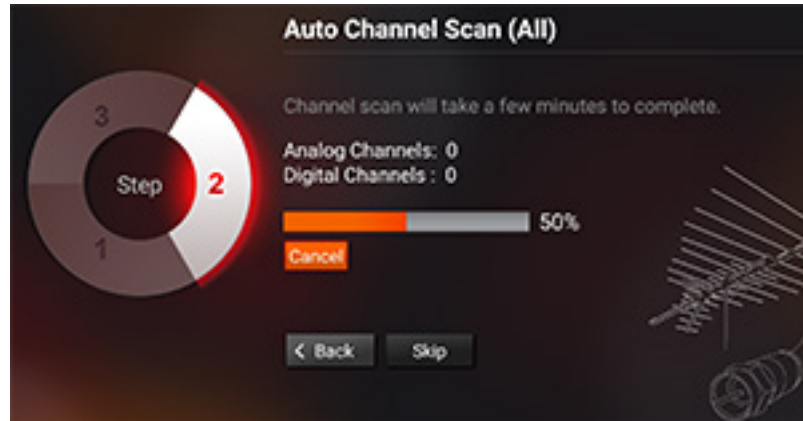 Auto Channel Scan (All)
Channel scan will take a few minutes to complete.
Analog Channels: 0
Digital Channels : 0
50%
Cancel
< Back
Skip
3
Step
2
1